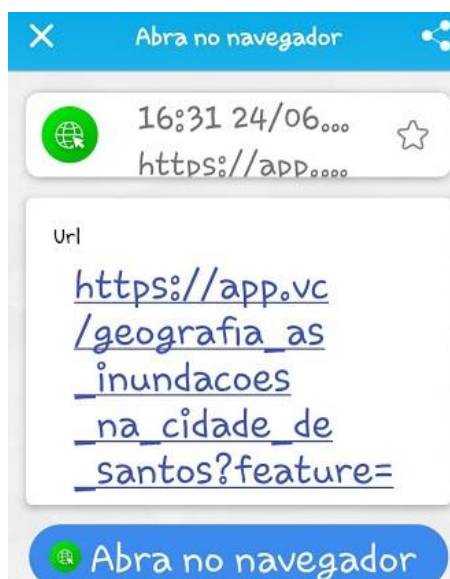 Abra no navegador
16:31 24/06...
https://app....
Url
https://app.vc
/geografia_as
_inundacoes
_na_cidade_de
_santos?feature=
Abra no navegador